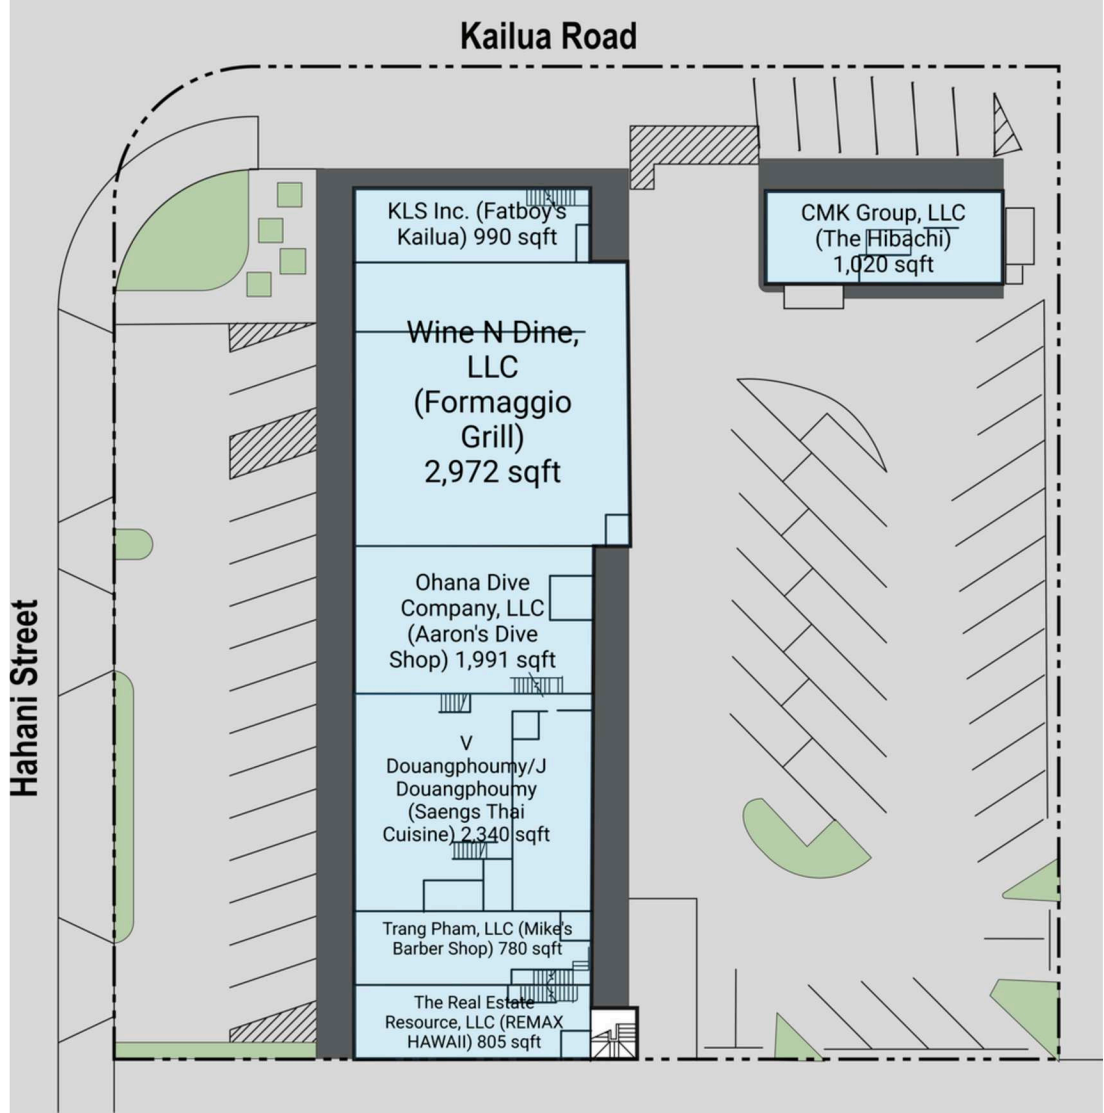 Kailua Road
KLS Inc. (Fatboy's
Kailua) 990 sqft
CMK Group, LLC
(The Hibachi)
1,020 sqft
Wine N Dine,
LLC
(Formaggio
Grill)
2,972 sqft
Ohana Dive
Company, LLC
(Aaron's Dive
Shop) 1,991 sqft
Hahani Street
V
Douangphoumy/J
Douangphoumy
(Saengs Thai
Cuisine) 2,340 sqft
Trang Pham, LLC (Mike's
Barber Shop) 780 sqft
The Real Estate
Resource, LLC (REMAX
HAWAII) 805 sqft